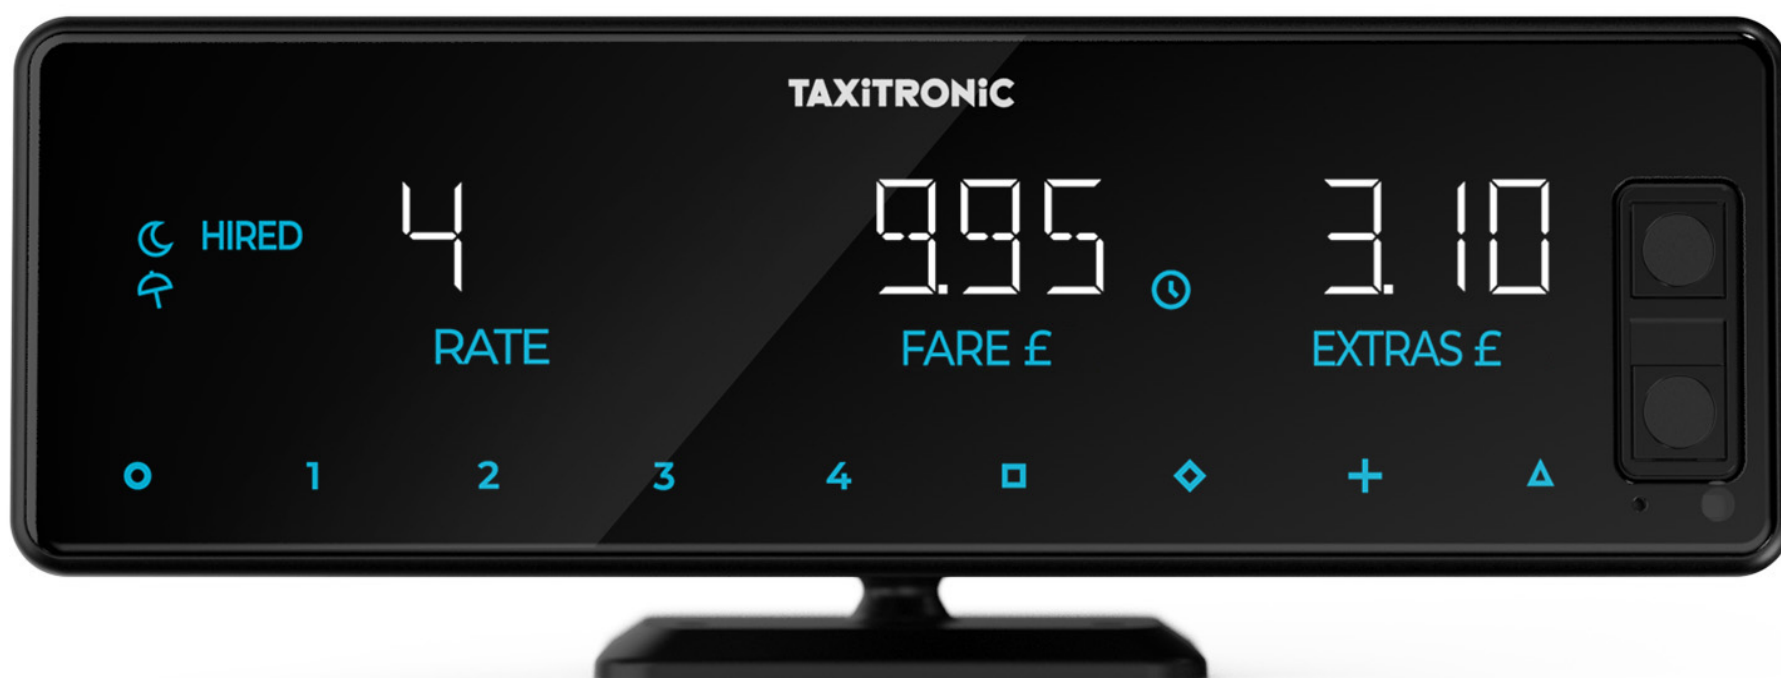 TAXiTRONiC
HIRED 4 9.95 3.10
RATE FARE £ EXTRAS £
1 2 3 4